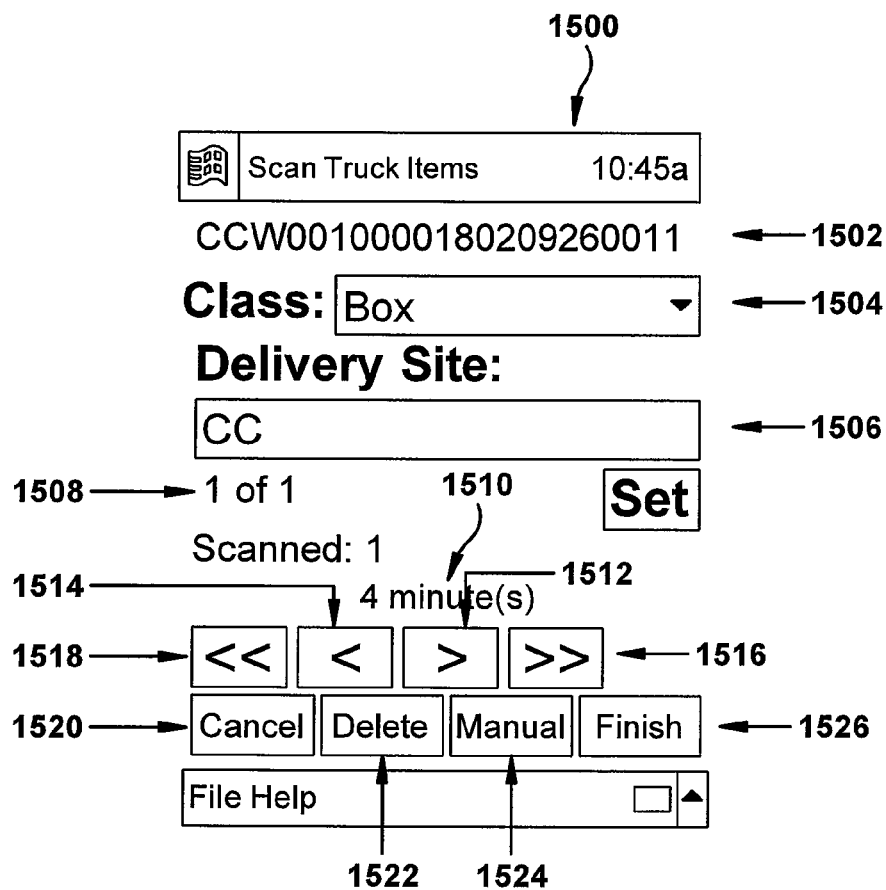 1500
Scan Truck Items 10:45a
CCW0010000180209260011 1502
Class: Box 1504
Delivery Site:
CC 1506
1508 1 of 1 1510 Set
Scanned: 1
1514 4 minute(s) 1512
1518 << < > >> 1516
1520 Cancel Delete Manual Finish 1526
File Help
1522 1524